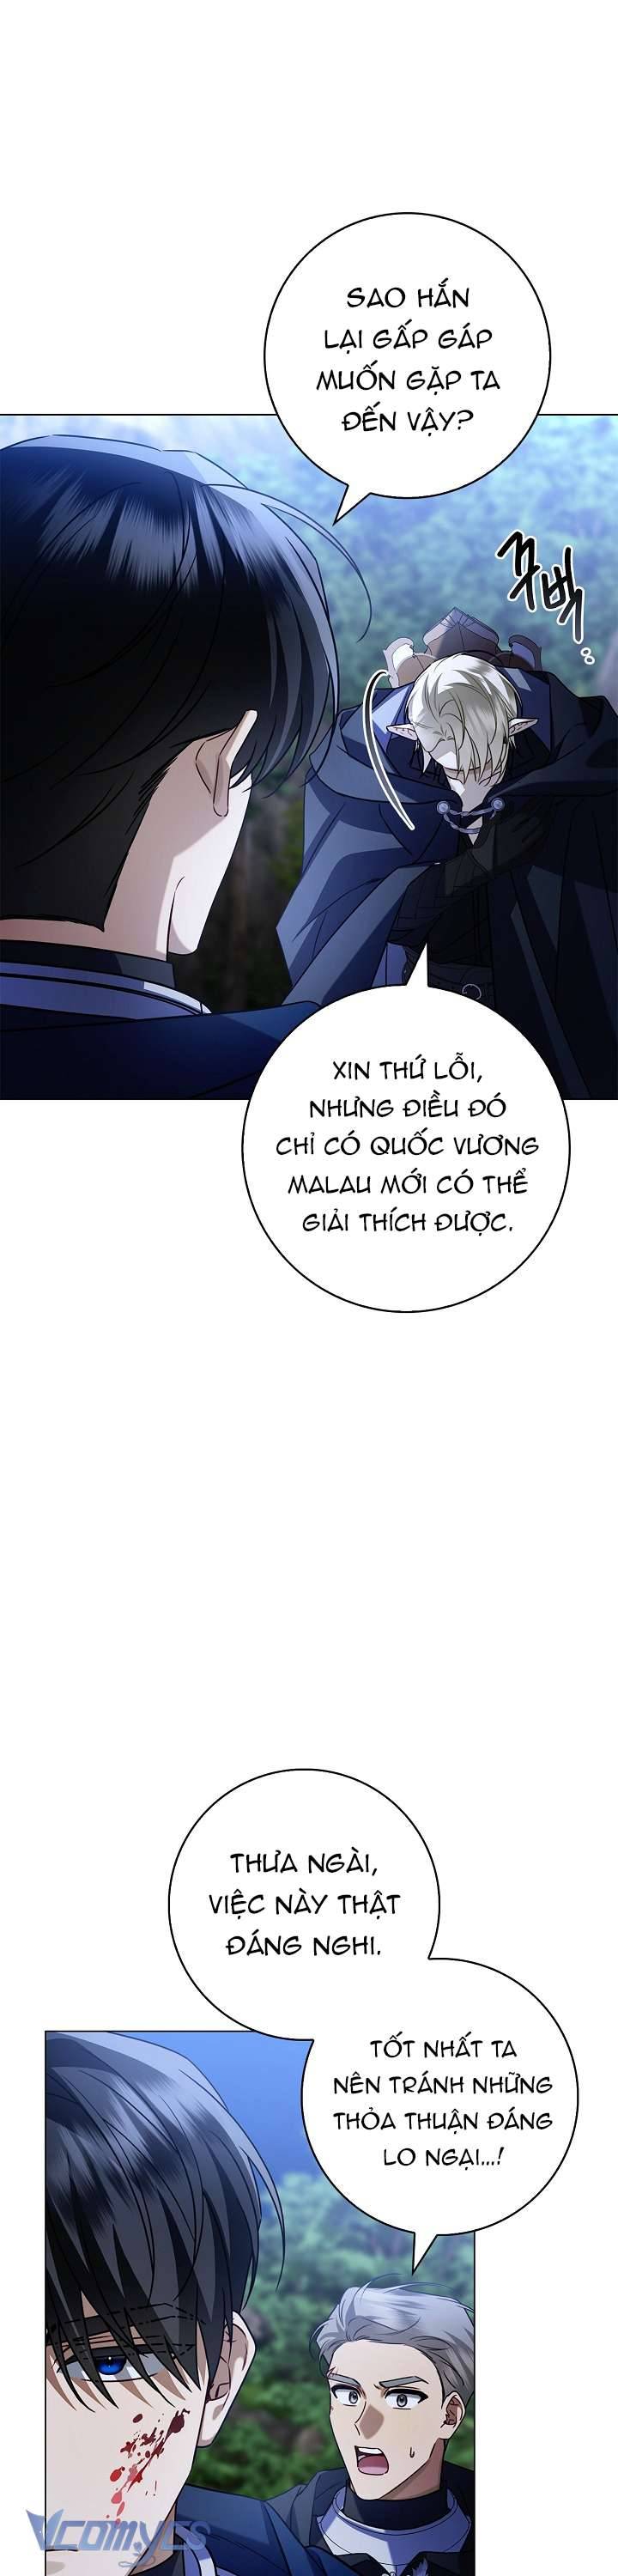 SAO HẮN
LẠI GẤP GÁP
MUỐN GẶP TA
ĐẾN VẬY?
꾸벅
XIN THỨ LỖI,
NHƯNG ĐIỀU ĐÓ
CHỈ CÓ QUỐC VƯƠNG
MALAU MỚI CÓ THỂ
GIẢI THÍCH ĐƯỢC.
THƯA NGÀI,
VIỆC NÀY THẬT
ĐÁNG NGHI.
TỐT NHẤT TA
NÊN TRÁNH NHỮNG
THỎA THUẬN ĐÁNG
LO NGẠI...!
Vcomycs